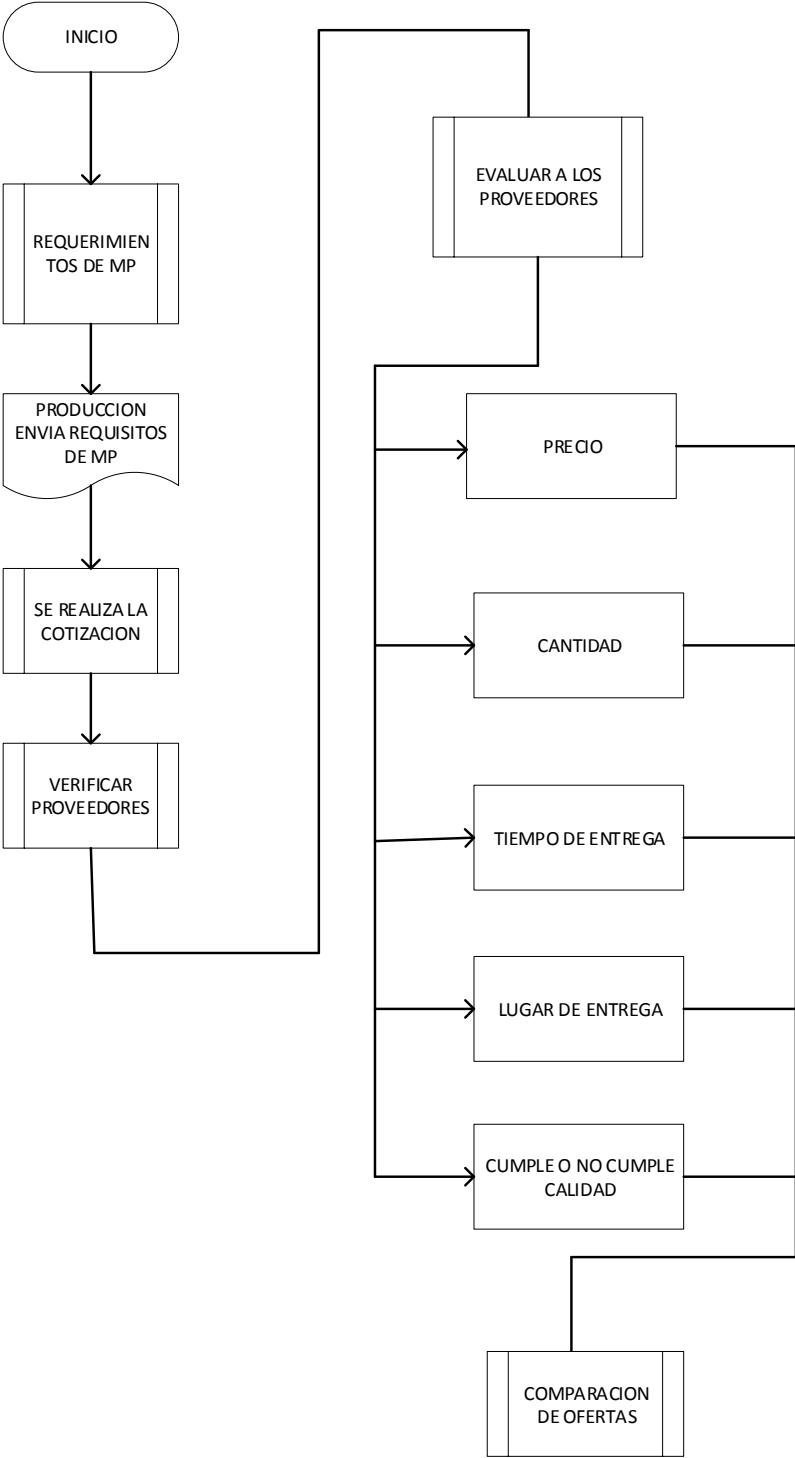 INICIO
REQUERIMIEN
TOS DE MP
PRODUCCION
ENVIA REQUISITOS
DE MP
SE REALIZA LA
COTIZACION
VERIFICAR
PROVEEDORES
EVALUAR A LOS
PROVEEDORES
PRECIO
CANTIDAD
TIEMPO DE ENTREGA
LUGAR DE ENTREGA
CUMPLE O NO CUMPLE
CALIDAD
COMPARACION
DE OFERTAS